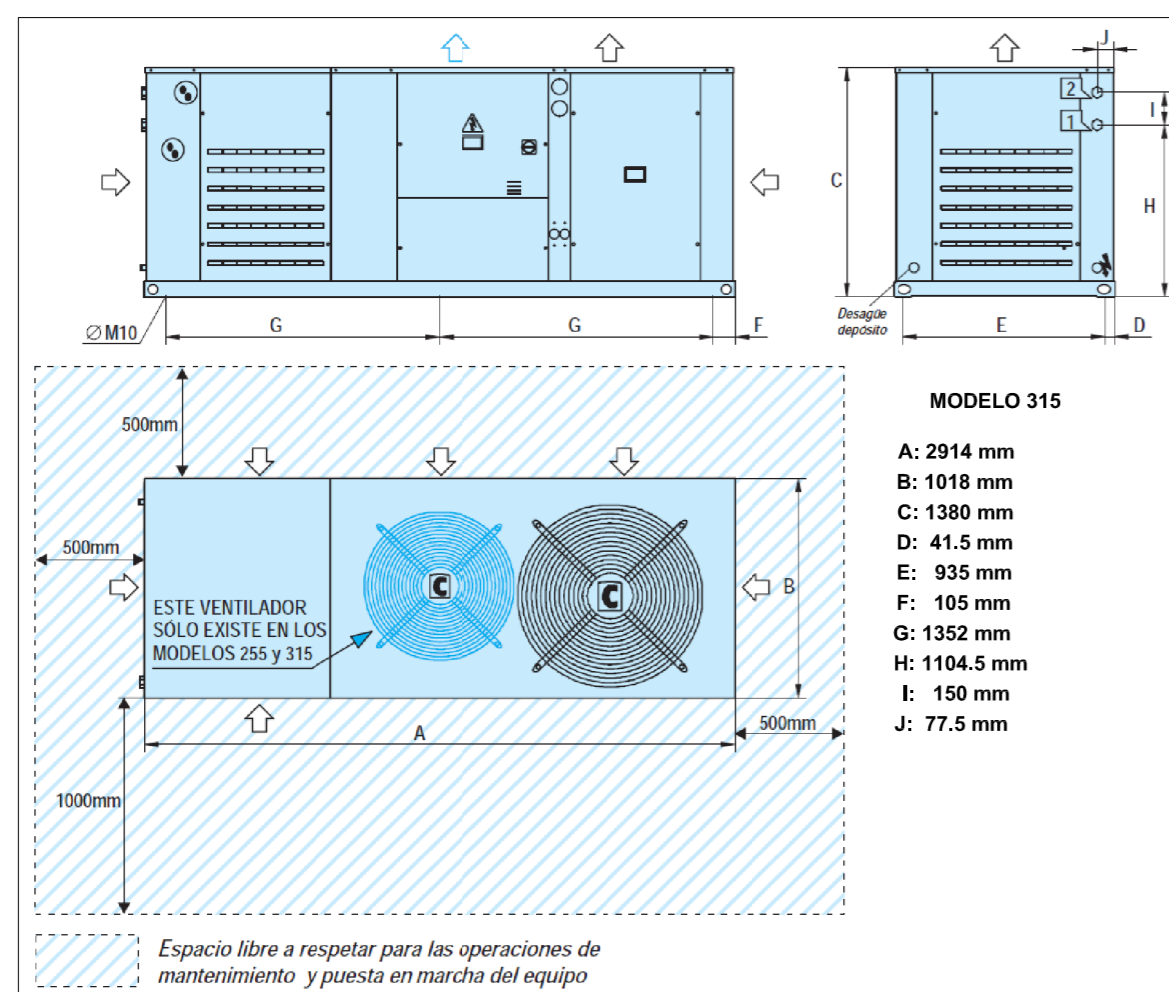 J
2
1
I
C
H
∅ M10
G
G
F
Desagüe
depósito
E
D
500mm
MODELO 315
A: 2914 mm
B: 1018 mm
C: 1380 mm
D: 41.5 mm
E: 935 mm
F: 105 mm
G: 1352 mm
H: 1104.5 mm
I: 150 mm
J: 77.5 mm
500mm
C
C
B
ESTE VENTILADOR
SÓLO EXISTE EN LOS
MODELOS 255 y 315
A
500mm
1000mm
Espacio libre a respetar para las operaciones de
mantenimiento y puesta en marcha del equipo